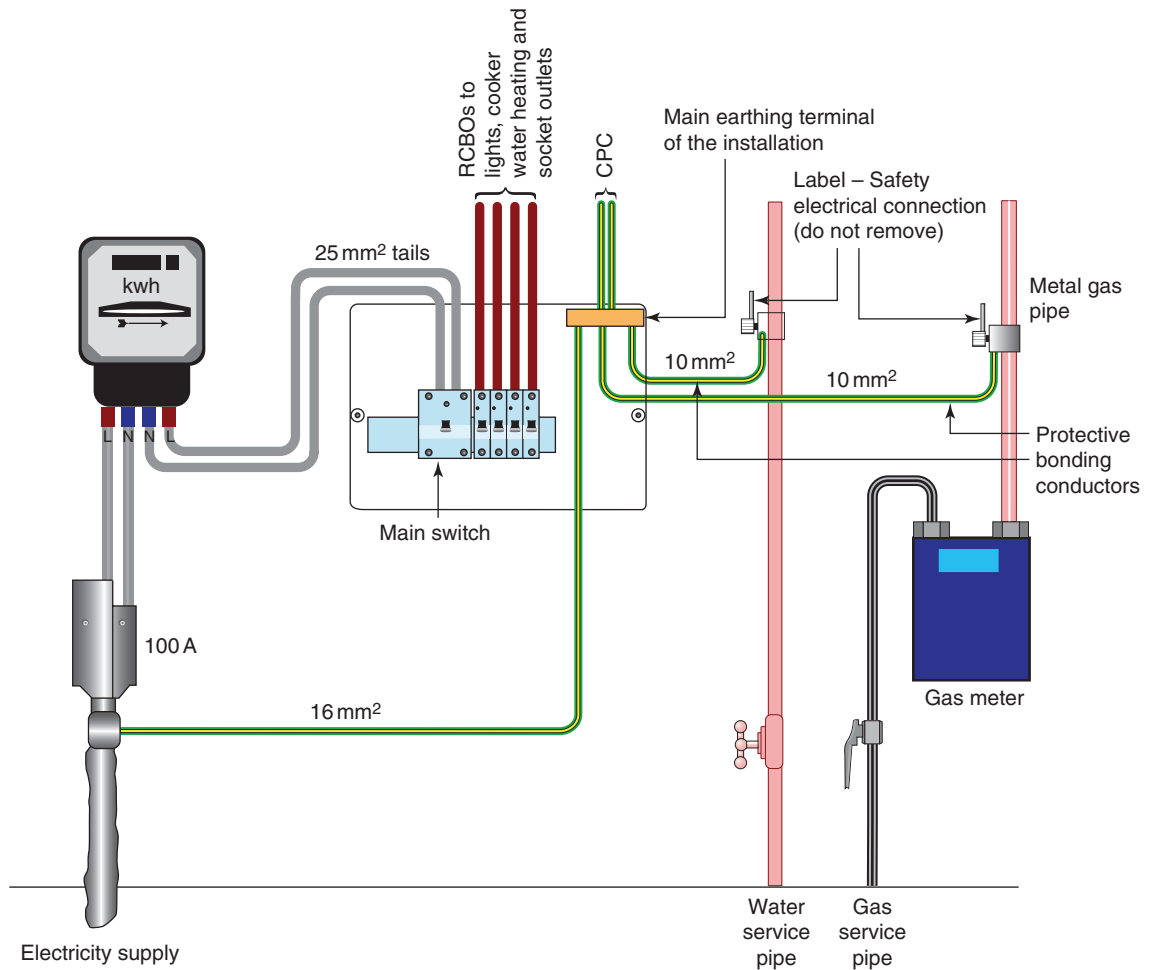 RCBOs to
lights, cooker
water heating and
socket outlets
CPC
Main earthing terminal
of the installation
Label – Safety
electrical connection
(do not remove)
25 mm² tails
kwh
Metal gas
pipe
10 mm²
10 mm²
L N N L
Protective
bonding
conductors
Main switch
100 A
Gas meter
16 mm²
Electricity supply
Water
service
pipe
Gas
service
pipe